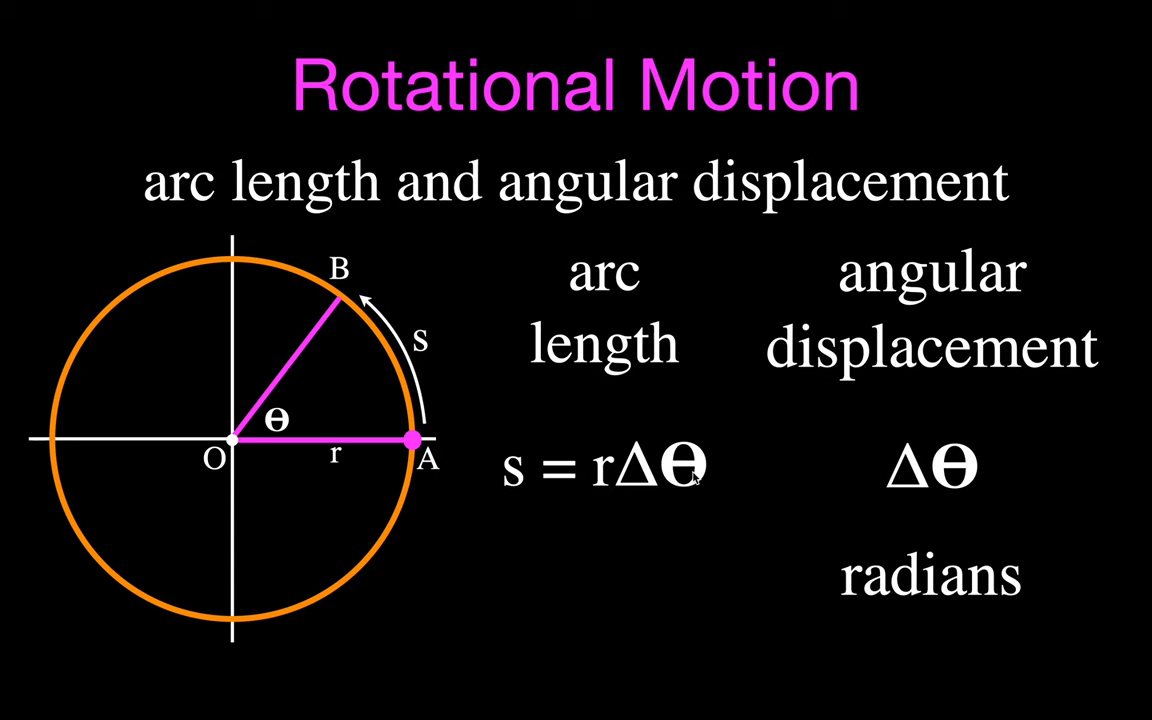 Rotational Motion
arc length and angular displacement
B
s
ϴ
O
r
A
arc
length
s = rΔϴ
angular
displacement
Δϴ
radians